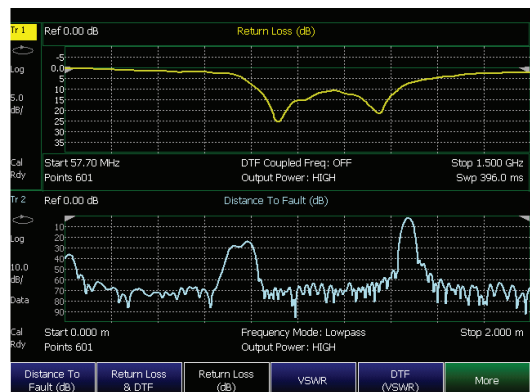 Tr 1
Ref 0.00 dB
Return Loss (dB)
Log
5.0
dB/
-5
0.0
5
10
15
20
25
30
35
Cal
Rdy
Start 57.70 MHz
DTF Coupled Freq: OFF
Stop 1.500 GHz
Points 601
Output Power: HIGH
Swp 396.0 ms
Tr 2
Ref 0.00 dB
Distance To Fault (dB)
Log
10.0
dB/
Data
10
20
30
40
50
60
70
80
90
Cal
Rdy
Start 0.000 m
Frequency Mode: Lowpass
Stop 2.000 m
Points 601
Output Power: HIGH
Distance To
Fault (dB)
Return Loss
& DTF
Return Loss
(dB)
VSWR
DTF
(VSWR)
More